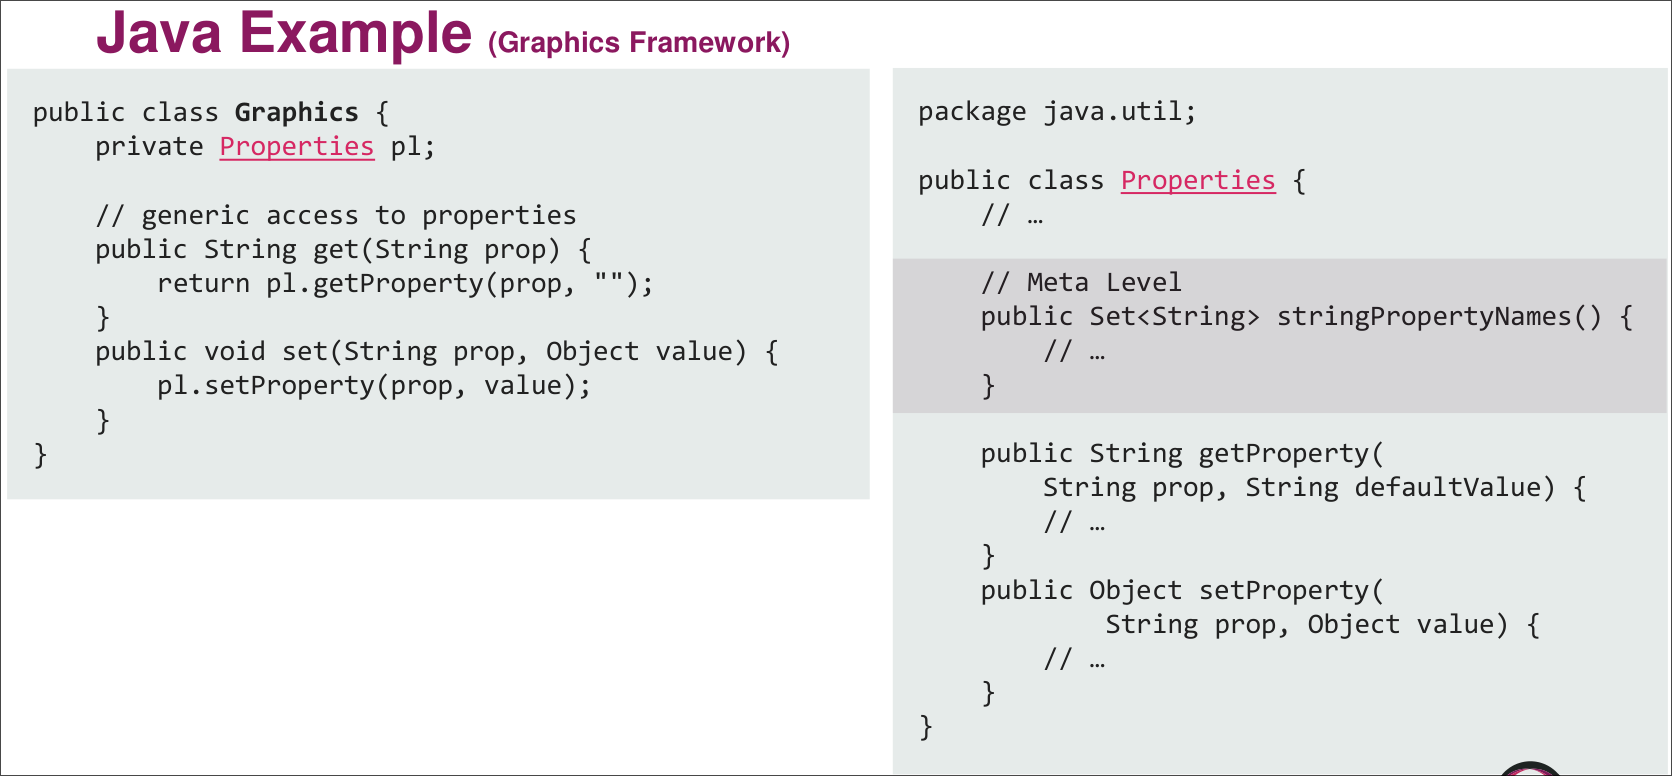 Java Example (Graphics Framework)
public class Graphics {
    private Properties pl;

    // generic access to properties
    public String get(String prop) {
        return pl.getProperty(prop, "");
    }
    public void set(String prop, Object value) {
        pl.setProperty(prop, value);
    }
}
package java.util;

public class Properties {
    // …

    // Meta Level
    public Set<String> stringPropertyNames() {
        // …
    }

    public String getProperty(
        String prop, String defaultValue) {
        // …
    }
    public Object setProperty(
            String prop, Object value) {
        // …
    }
}